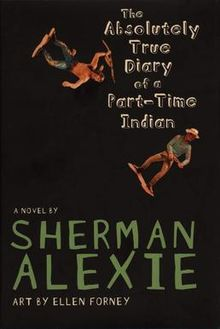 The
Absolutely
True
Diary
of a
Part-Time
Indian
A NOVEL BY
SHERMAN
ALEXIE
ART BY ELLEN FORNEY